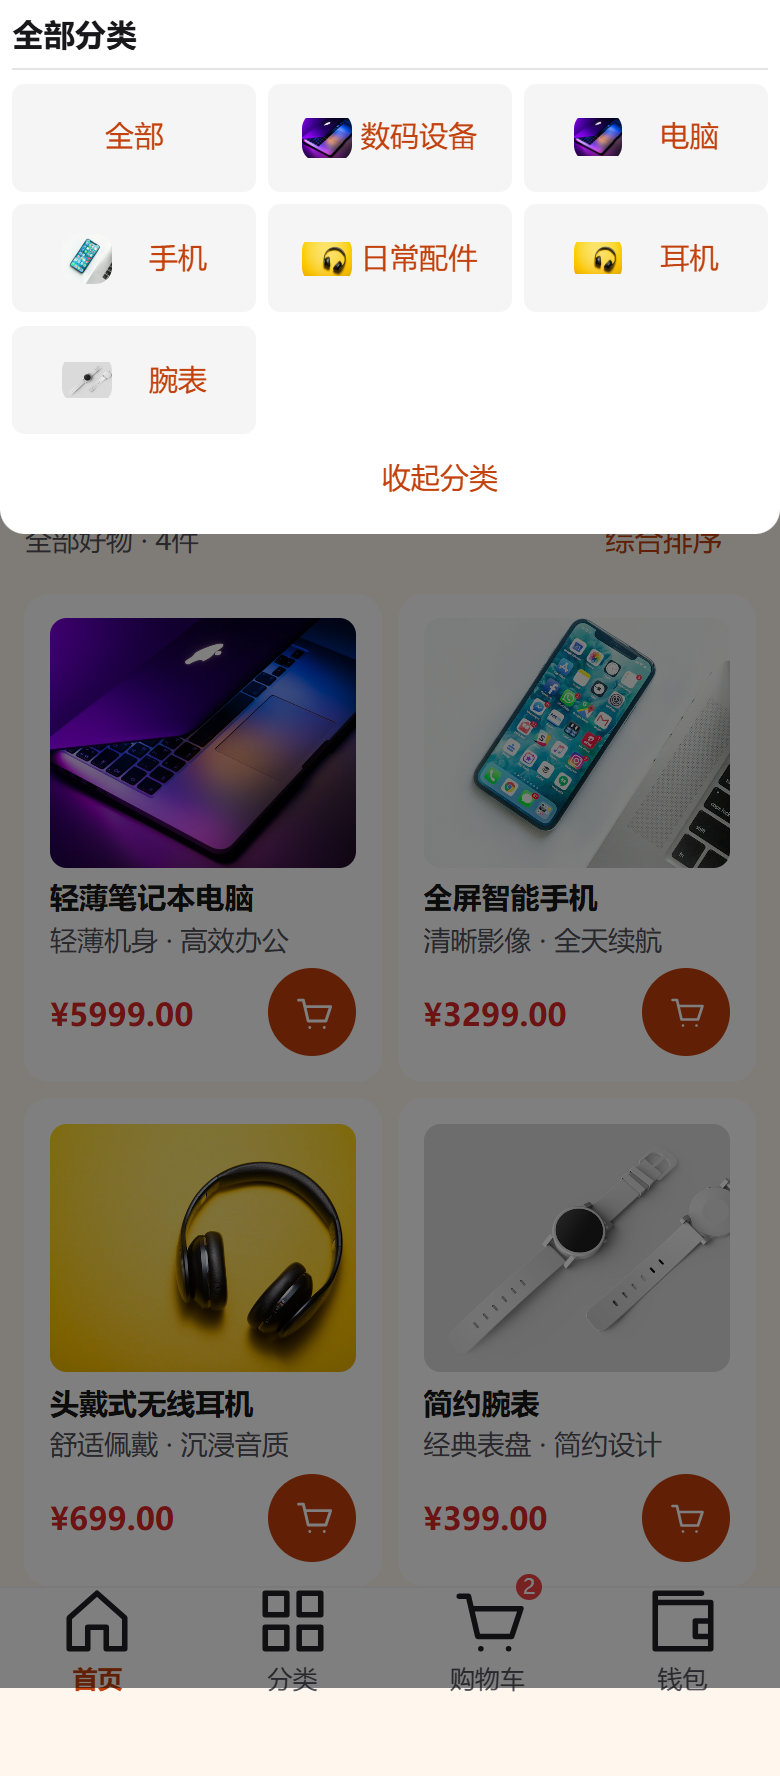 全部分类
全部
数码设备
电脑
手机
日常配件
耳机
腕表
收起分类
全部好物 · 4件
综合排序
轻薄笔记本电脑
轻薄机身 · 高效办公
¥5999.00
全屏智能手机
清晰影像 · 全天续航
¥3299.00
头戴式无线耳机
舒适佩戴 · 沉浸音质
¥699.00
简约腕表
经典表盘 · 简约设计
¥399.00
首页
分类
2
购物车
钱包